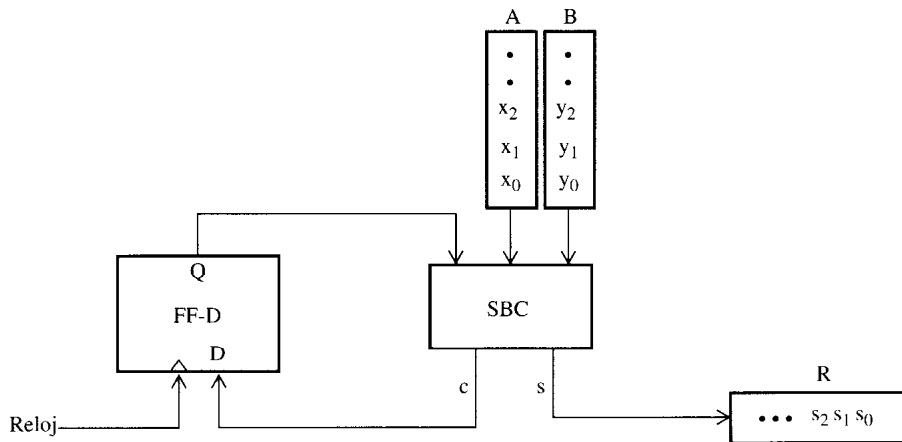 A B
x₂ y₂
x₁ y₁
x₀ y₀
Q
FF-D
D
SBC
c s
R
Reloj
••• s₂ s₁ s₀